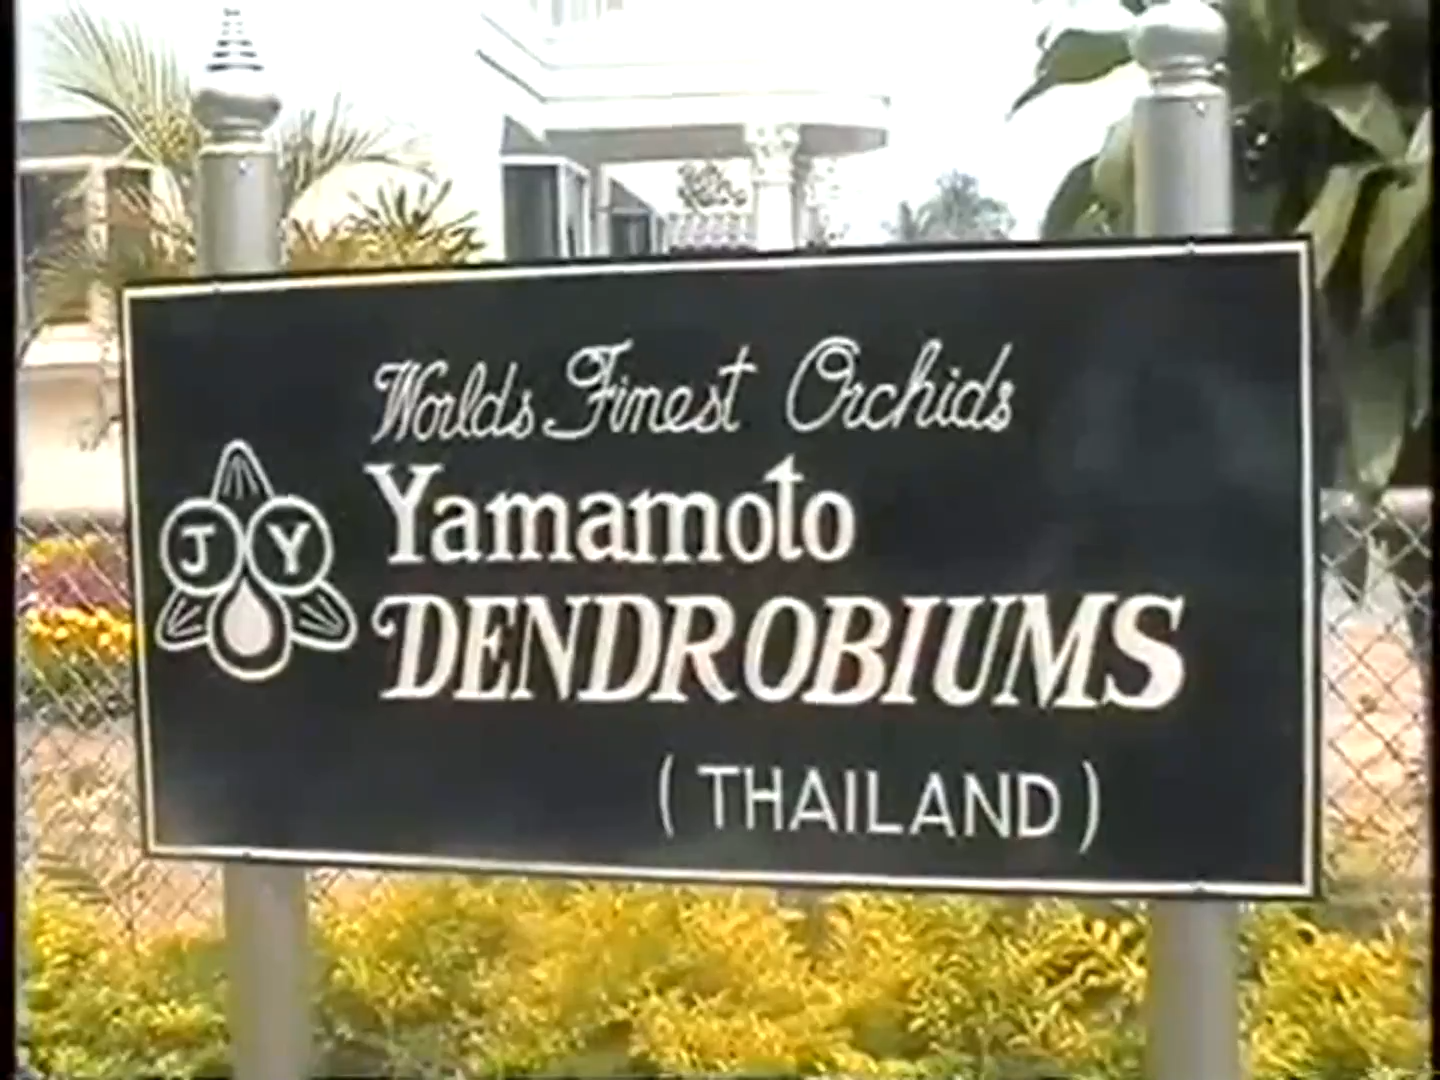 Worlds Finest Orchids
J Y
Yamamoto
DENDROBIUMS
(THAILAND)